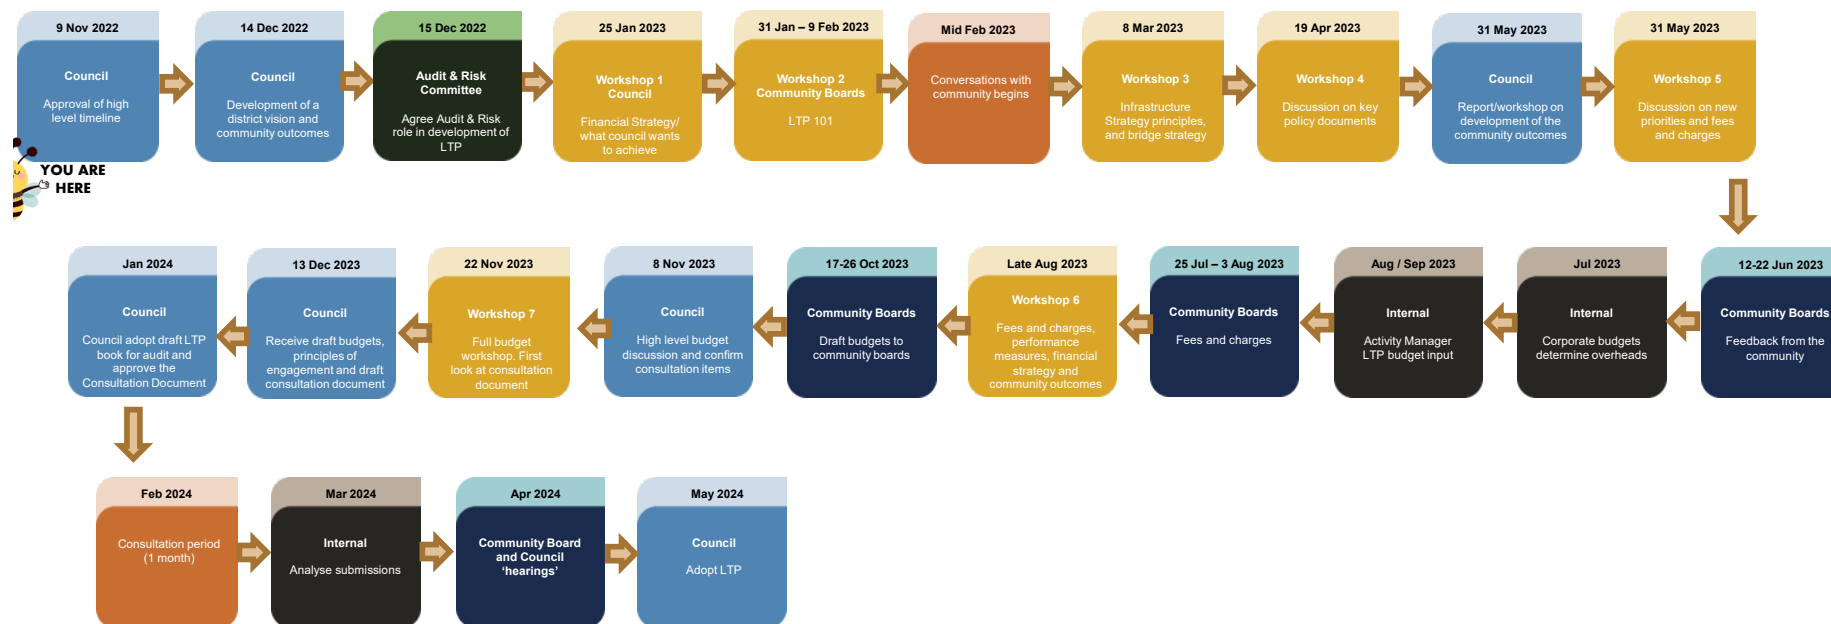 9 Nov 2022
Council
Approval of high
level timeline
14 Dec 2022
Council
Development of a
district vision and
community outcomes
15 Dec 2022
Audit & Risk
Committee
Agree Audit & Risk
role in development of
LTP
25 Jan 2023
Workshop 1
Council
Financial Strategy/
what council wants
to achieve
31 Jan – 9 Feb 2023
Workshop 2
Community Boards
LTP 101
Mid Feb 2023
Conversations with
community begins
8 Mar 2023
Workshop 3
Infrastructure
Strategy principles,
and bridge strategy
19 Apr 2023
Workshop 4
Discussion on key
policy documents
31 May 2023
Council
Report/workshop on
development of the
community outcomes
31 May 2023
Workshop 5
Discussion on new
priorities and fees
and charges
YOU ARE
HERE
12-22 Jun 2023
Community Boards
Feedback from the
community
Jul 2023
Internal
Corporate budgets
determine overheads
Aug / Sep 2023
Internal
Activity Manager
LTP budget input
25 Jul – 3 Aug 2023
Community Boards
Fees and charges
Late Aug 2023
Workshop 6
Fees and charges,
performance
measures, financial
strategy and
community outcomes
17-26 Oct 2023
Community Boards
Draft budgets to
community boards
8 Nov 2023
Council
High level budget
discussion and confirm
consultation items
22 Nov 2023
Workshop 7
Full budget
workshop. First
look at consultation
document
13 Dec 2023
Council
Receive draft budgets,
principles of
engagement and draft
consultation document
Jan 2024
Council
Council adopt draft LTP
book for audit and
approve the
Consultation Document
Feb 2024
Consultation period
(1 month)
Mar 2024
Internal
Analyse submissions
Apr 2024
Community Board
and Council
‘hearings’
May 2024
Council
Adopt LTP